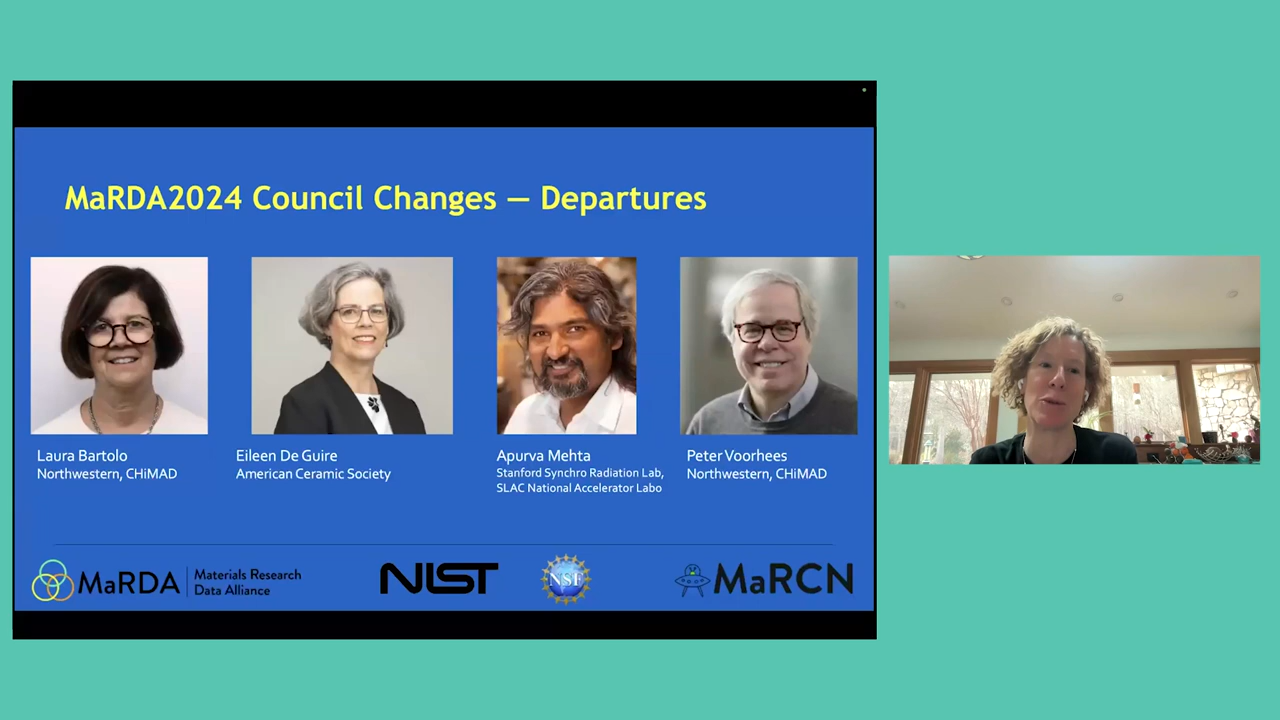 MaRDA2024 Council Changes — Departures
Laura Bartolo
Northwestern, CHiMAD
Eileen De Guire
American Ceramic Society
Apurva Mehta
Stanford Synchro Radiation Lab,
SLAC National Accelerator Labo
Peter Voorhees
Northwestern, CHiMAD
MaRDA
Materials Research
Data Alliance
NIST
NSF
MaRCN